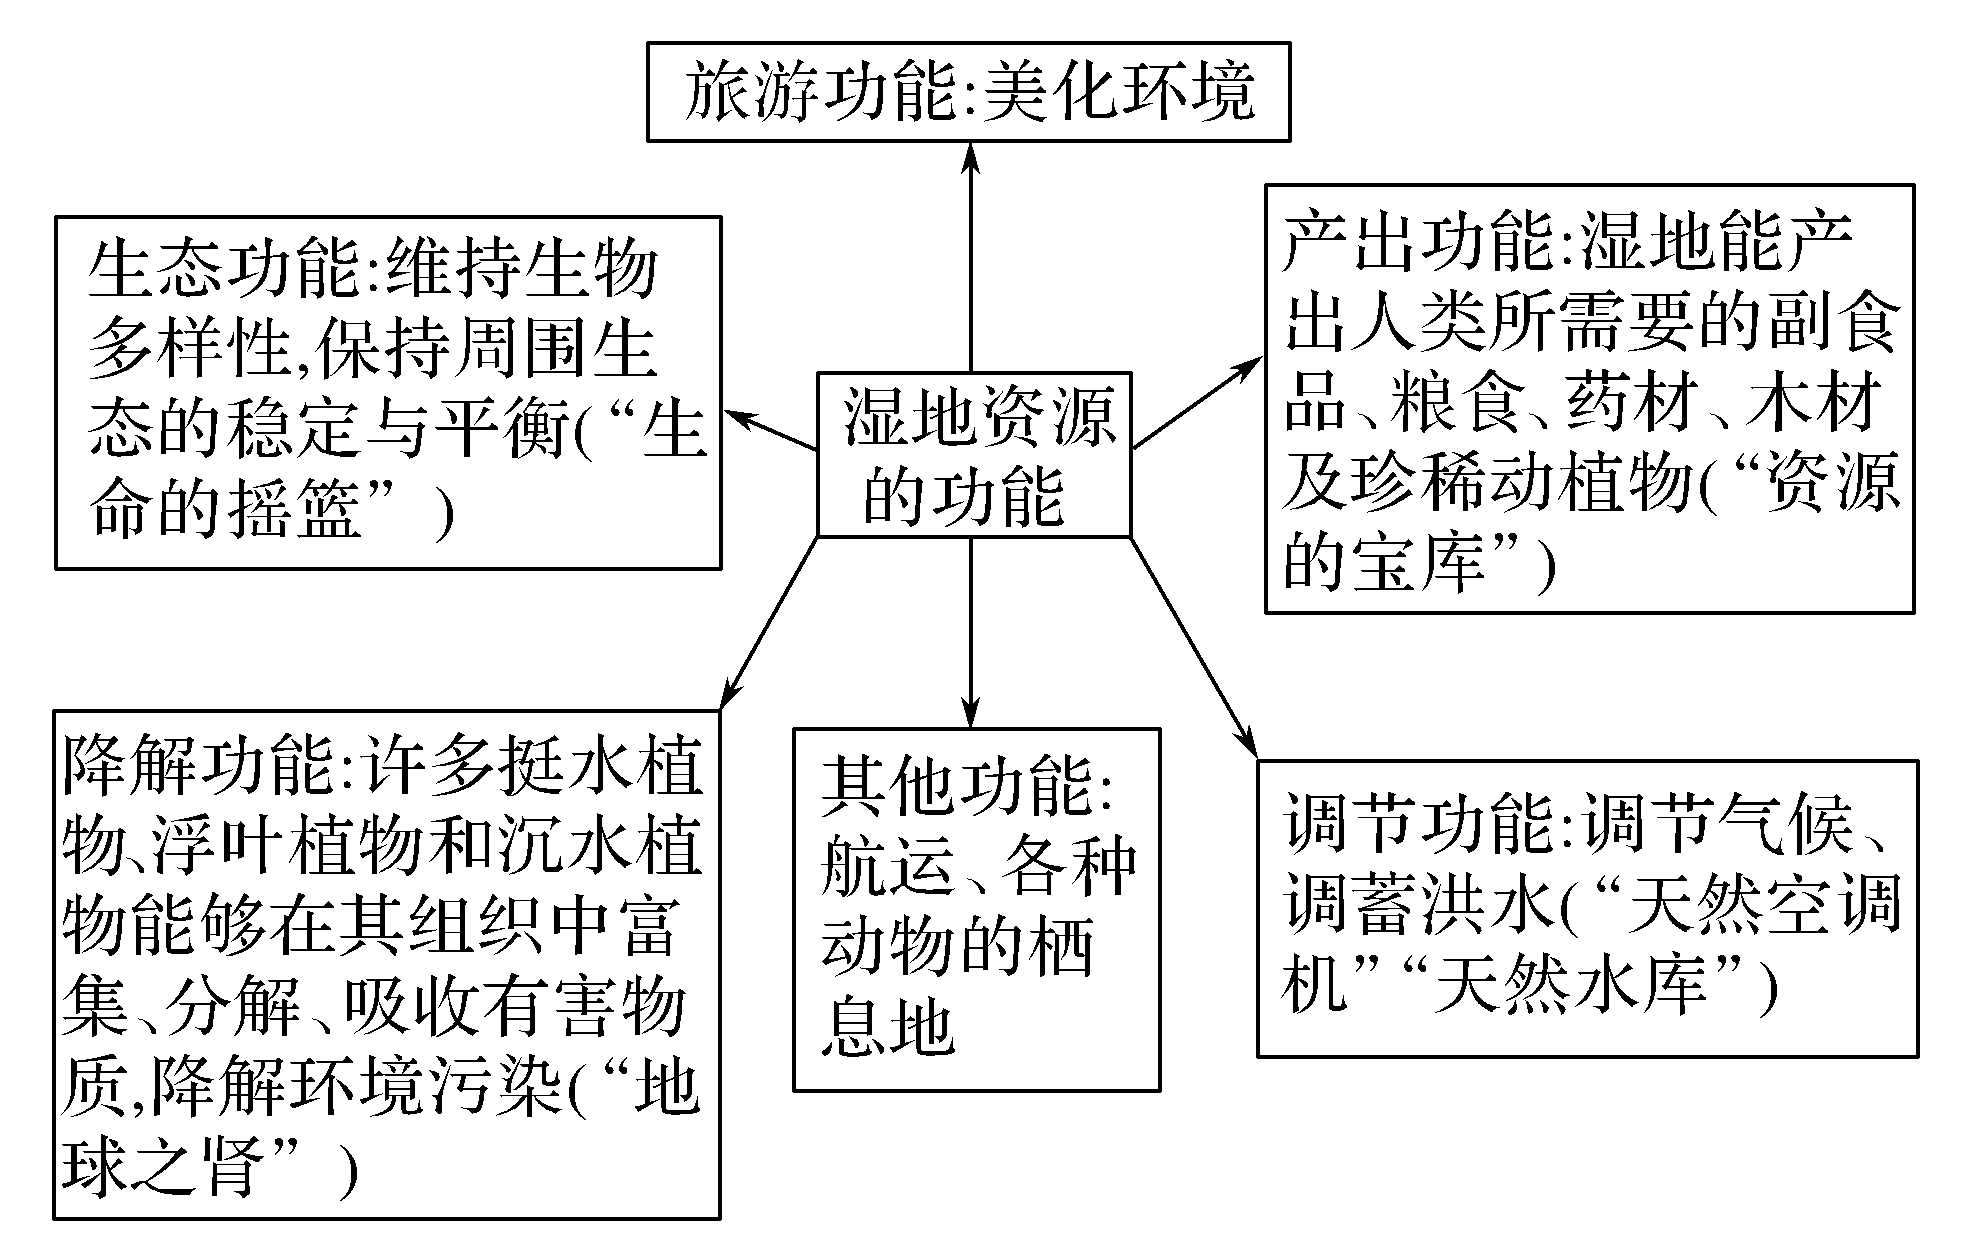 旅游功能:美化环境
生态功能:维持生物
多样性,保持周围生
态的稳定与平衡(“生
命的摇篮”)
产出功能:湿地能产
出人类所需要的副食
品、粮食、药材、木材
及珍稀动植物(“资源
的宝库”)
湿地资源
的功能
降解功能:许多挺水植
物、浮叶植物和沉水植
物能够在其组织中富
集、分解、吸收有害物
质,降解环境污染(“地
球之肾”)
其他功能:
航运、各种
动物的栖
息地
调节功能:调节气候、
调蓄洪水(“天然空调
机”“天然水库”)